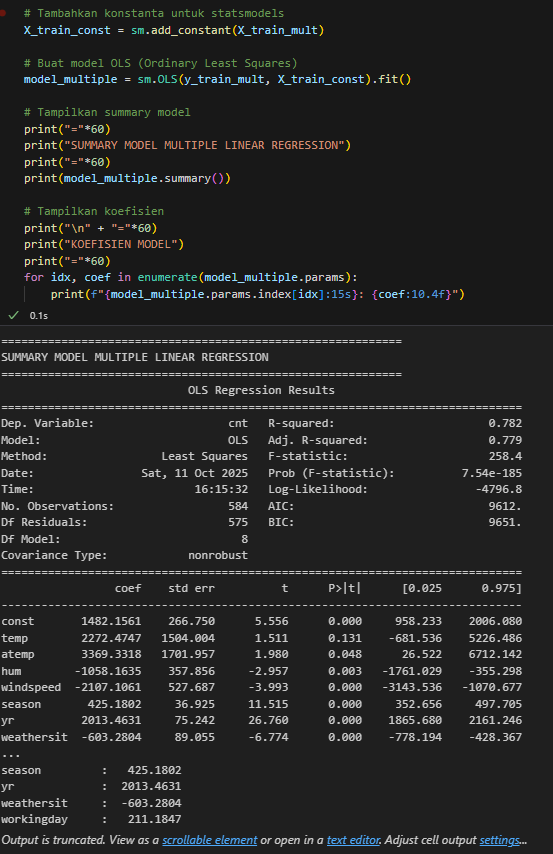 # Tambahkan konstanta untuk statsmodels
X_train_const = sm.add_constant(X_train_mult)

# Buat model OLS (Ordinary Least Squares)
model_multiple = sm.OLS(y_train_mult, X_train_const).fit()

# Tampilkan summary model
print("="*60)
print("SUMMARY MODEL MULTIPLE LINEAR REGRESSION")
print("="*60)
print(model_multiple.summary())

# Tampilkan koefisien
print("\n" + "="*60)
print("KOEFISIEN MODEL")
print("="*60)
for idx, coef in enumerate(model_multiple.params):
    print(f"{model_multiple.params.index[idx]:15s}: {coef:10.4f}")
0.1s
============================================================
SUMMARY MODEL MULTIPLE LINEAR REGRESSION
============================================================
                            OLS Regression Results
==============================================================================
Dep. Variable:                    cnt   R-squared:                       0.782
Model:                            OLS   Adj. R-squared:                  0.779
Method:                 Least Squares   F-statistic:                     258.4
Date:                Sat, 11 Oct 2025   Prob (F-statistic):          7.54e-185
Time:                        16:15:32   Log-Likelihood:                -4796.8
No. Observations:                 584   AIC:                             9612.
Df Residuals:                     575   BIC:                             9651.
Df Model:                           8
Covariance Type:            nonrobust
==============================================================================
                 coef    std err          t      P>|t|      [0.025      0.975]
------------------------------------------------------------------------------
const       1482.1561    266.750      5.556      0.000     958.233    2006.080
temp        2272.4747   1504.004      1.511      0.131    -681.536    5226.486
atemp       3369.3318   1701.957      1.980      0.048      26.522    6712.142
hum        -1058.1635    357.856     -2.957      0.003   -1761.029    -355.298
windspeed  -2107.1061    527.687     -3.993      0.000   -3143.536   -1070.677
season       425.1802     36.925     11.515      0.000     352.656     497.705
yr          2013.4631     75.242     26.760      0.000    1865.680    2161.246
weathersit  -603.2804     89.055     -6.774      0.000    -778.194    -428.367
...
season         :   425.1802
yr             :  2013.4631
weathersit     :  -603.2804
workingday     :   211.1847
Output is truncated. View as a scrollable element or open in a text editor. Adjust cell output settings...